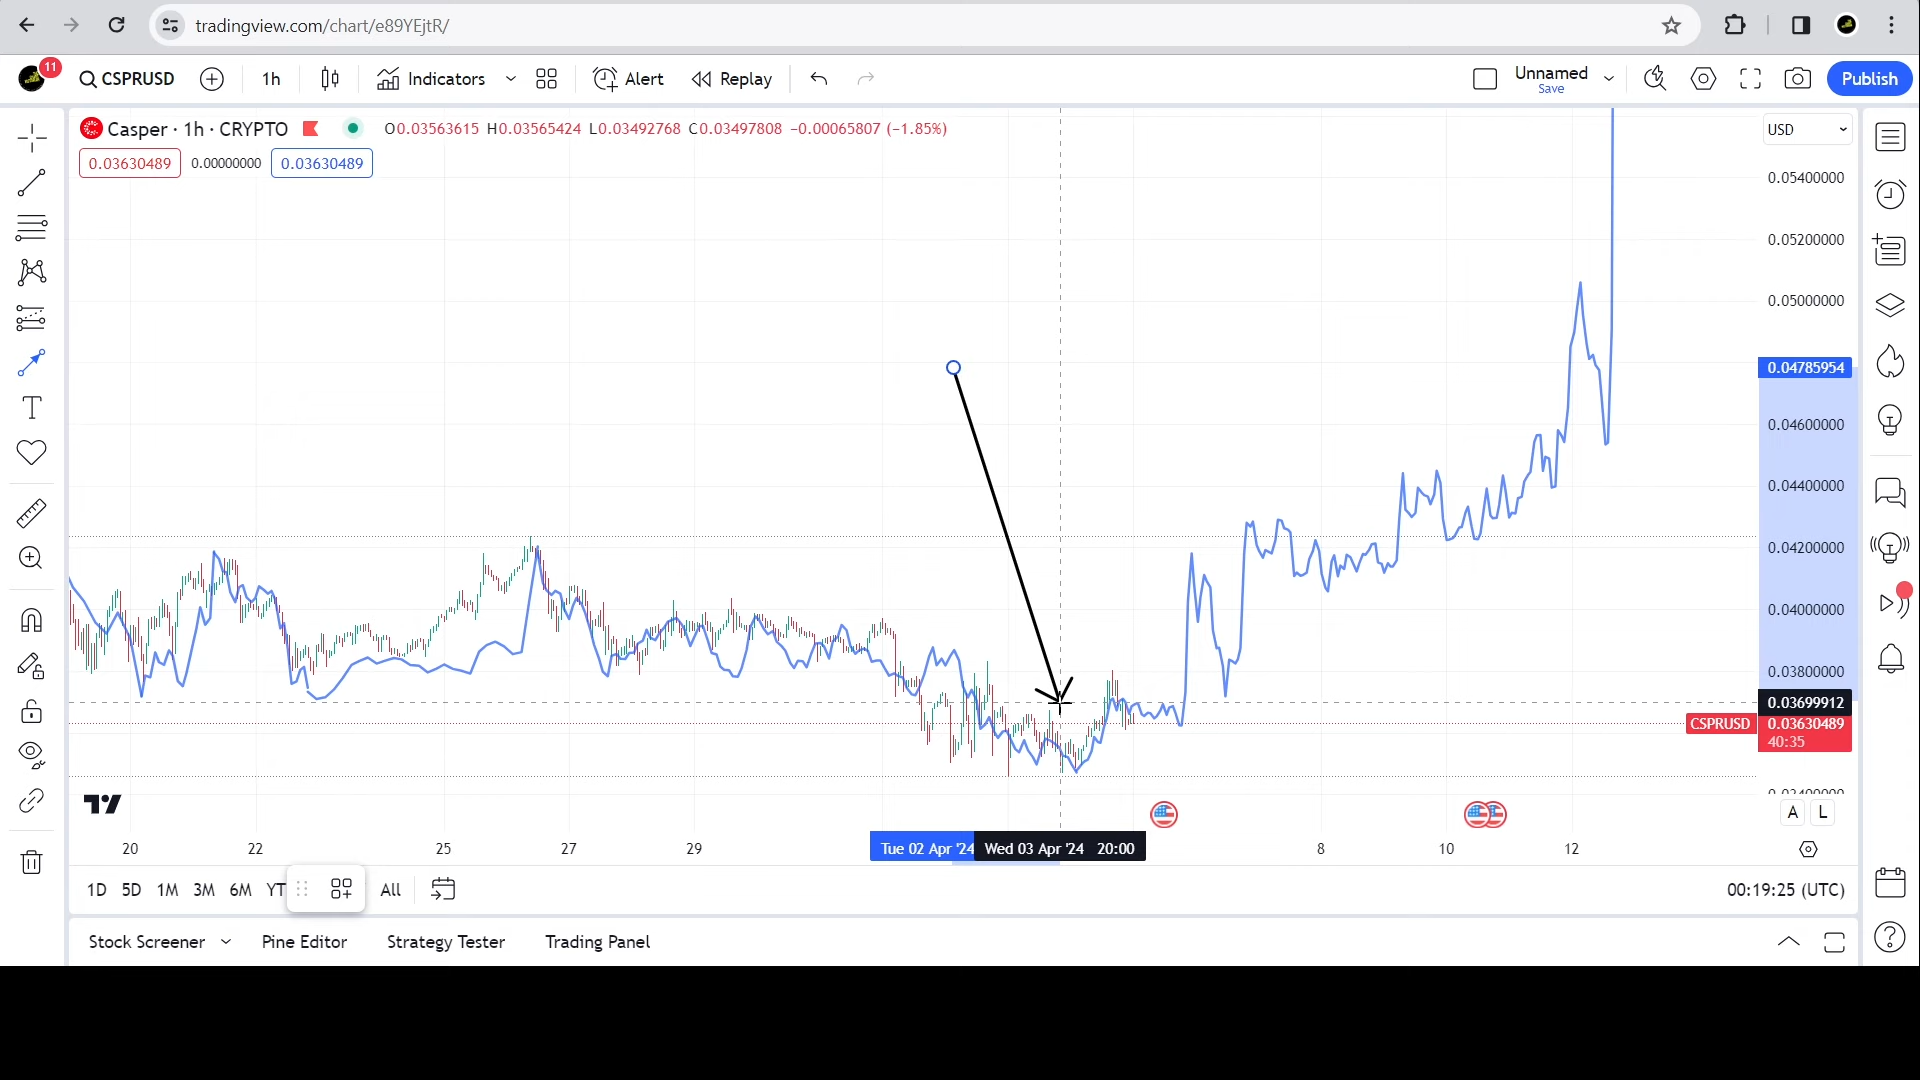 tradingview.com/chart/e89YEjtR/
11
CSPRUSD
1h
Indicators
Alert
Replay
Unnamed
Save
Publish
Casper · 1h · CRYPTO
O0.03563615 H0.03565424 L0.03492768 C0.03497808 −0.00065807 (−1.85%)
0.03630489
0.00000000
0.03630489
USD
0.05400000
0.05200000
0.05000000
0.04785954
0.04600000
0.04400000
0.04200000
0.04000000
0.03800000
0.03699912
CSPRUSD
0.03630489
40:35
A
L
20
22
25
27
29
Tue 02 Apr '24
Wed 03 Apr '24 20:00
8
10
12
1D
5D
1M
3M
6M
YT
All
00:19:25 (UTC)
Stock Screener
Pine Editor
Strategy Tester
Trading Panel